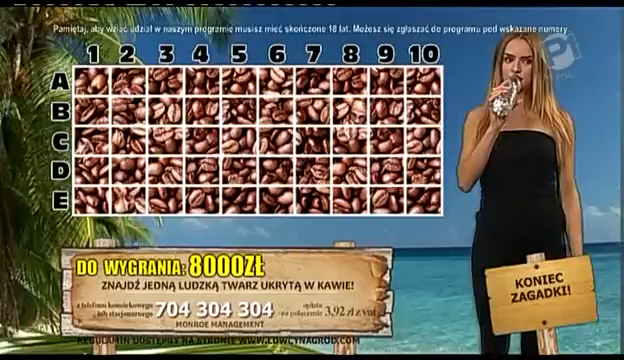 Pamiętaj, aby wziąć udział w naszym programie musisz mieć skończone 18 lat. Możesz się zgłaszać do programu pod wskazane numery
1 2 3 4 5 6 7 8 9 10
A
B
C
D
E
DO WYGRANIA: 8000ZŁ
ZNAJDŹ JEDNĄ LUDZKĄ TWARZ UKRYTĄ W KAWIE!
z telefonu komórkowego
lub stacjonarnego 704 304 304 opłata
za połączenie 3,92 zł z vat
MONROE MANAGEMENT
REGULAMIN DOSTĘPNY NA STRONIE WWW.LOWCYNAGROD.COM
KONIEC
ZAGADKI!